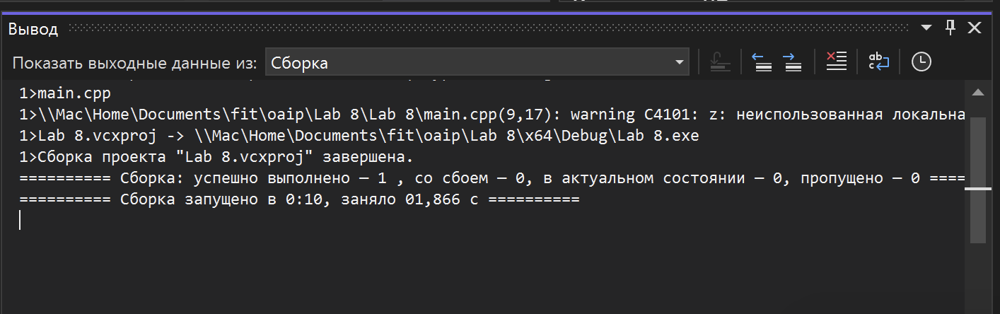 Вывод
Показать выходные данные из: Сборка
1>main.cpp
1>\\Mac\Home\Documents\fit\oaip\Lab 8\Lab 8\main.cpp(9,17): warning C4101: z: неиспользованная локальна
1>Lab 8.vcxproj -> \\Mac\Home\Documents\fit\oaip\Lab 8\x64\Debug\Lab 8.exe
1>Сборка проекта "Lab 8.vcxproj" завершена.
========== Сборка: успешно выполнено — 1 , со сбоем — 0, в актуальном состоянии — 0, пропущено — 0 ====
========== Сборка запущено в 0:10, заняло 01,866 с ==========